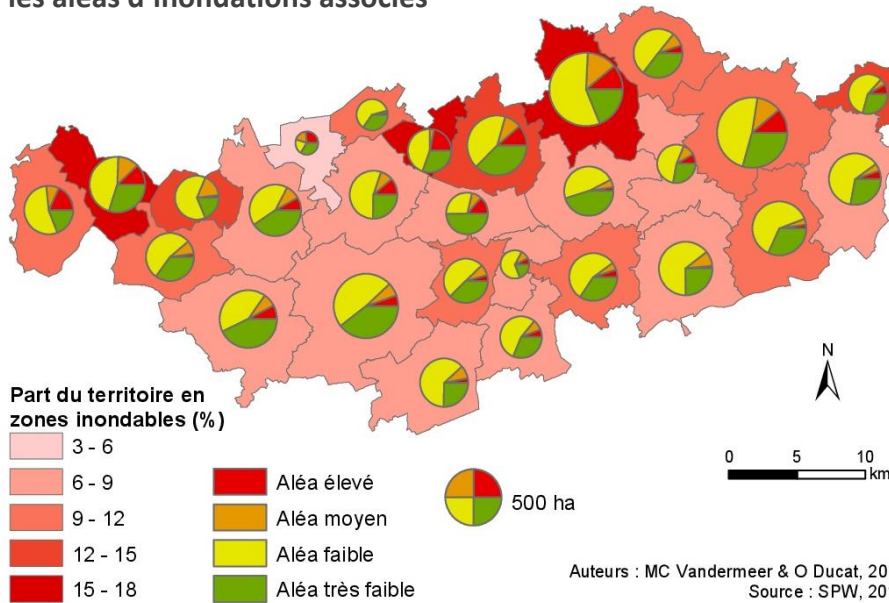 les aléas d'inondations associés
N
Part du territoire en
zones inondables (%)
3 - 6
6 - 9
9 - 12
12 - 15
15 - 18
Aléa élevé
Aléa moyen
Aléa faible
Aléa très faible
500 ha
0 5 10
km
Auteurs : MC Vandermeer & O Ducat, 20
Source : SPW, 20